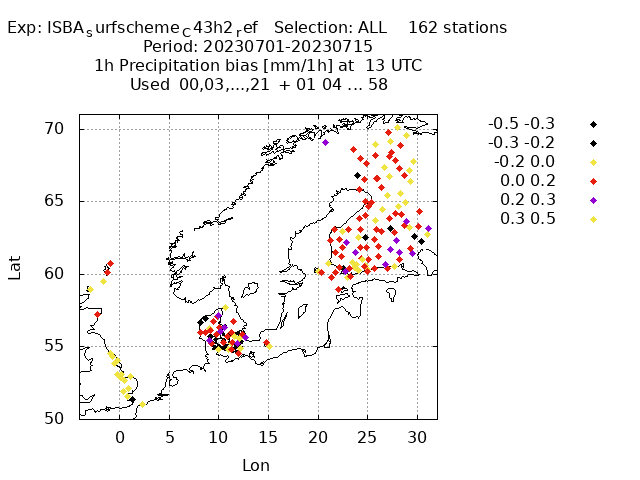 Exp: ISBAsurfschemeC43h2ref Selection: ALL 162 stations
Period: 20230701-20230715
1h Precipitation bias [mm/1h] at 13 UTC
Used 00,03,...,21 + 01 04 ... 58
-0.5 -0.3
-0.3 -0.2
-0.2 0.0
0.0 0.2
0.2 0.3
0.3 0.5
70
65
60
55
50
Lat
0 5 10 15 20 25 30
Lon